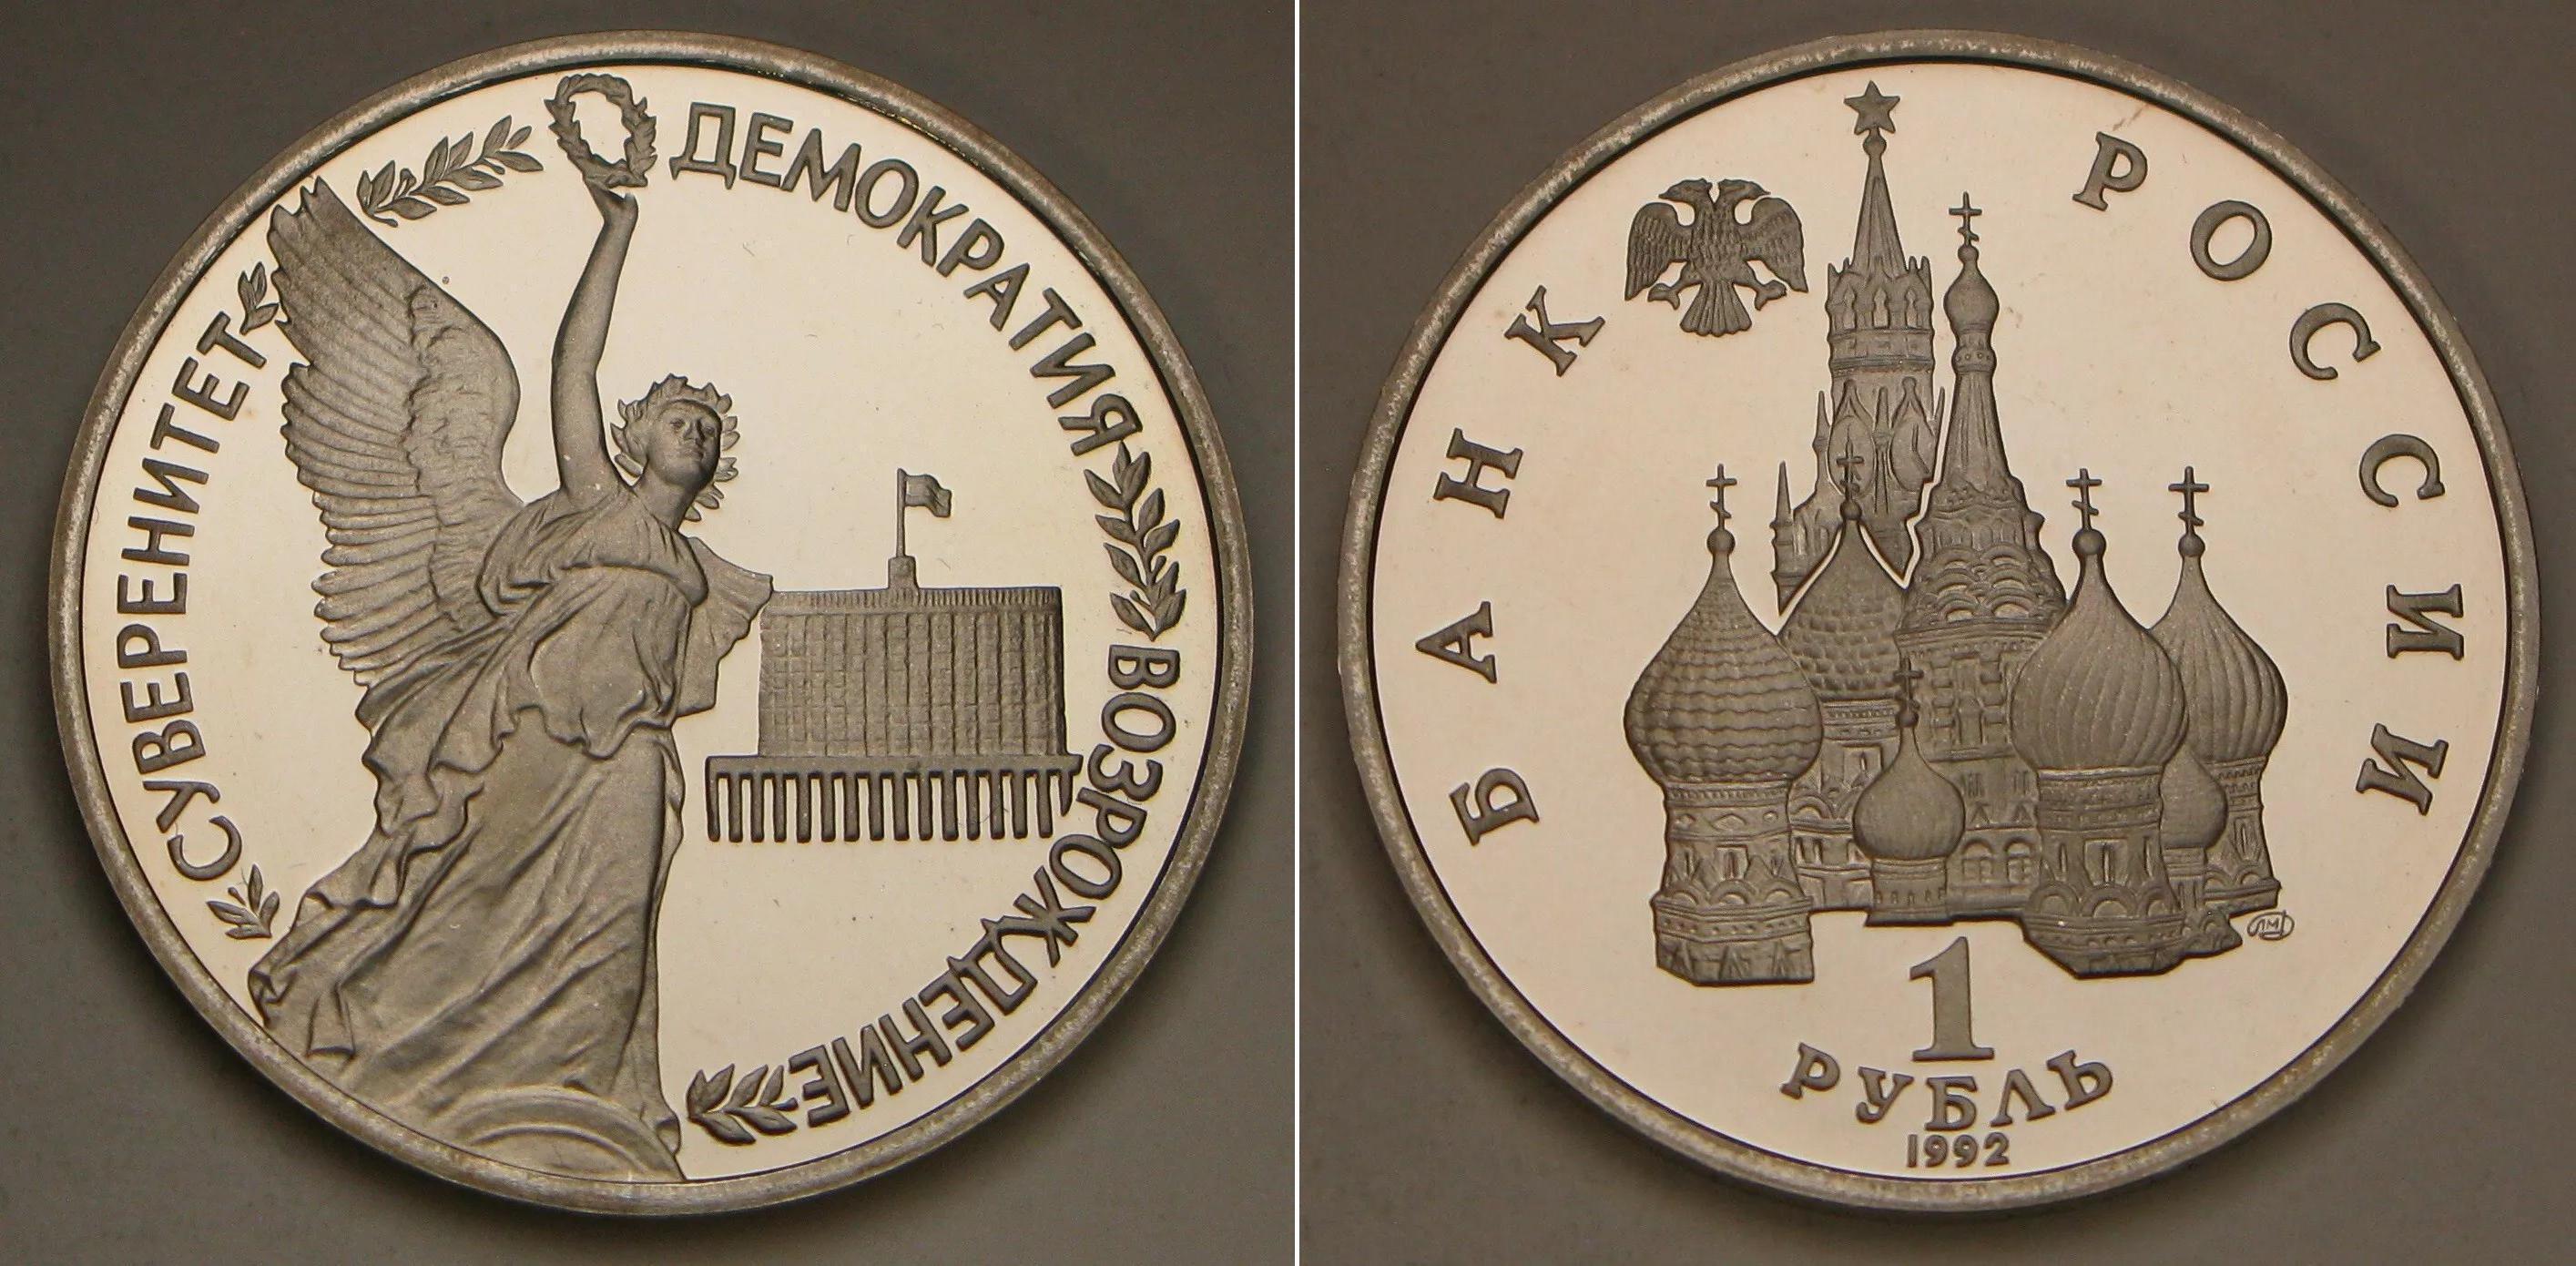 СУВЕРЕНИТЕТ
ДЕМОКРАТИЯ
ВОЗРОЖДЕНИЕ
БАНК РОССИИ
ЛМД
1
РУБЛЬ
1992